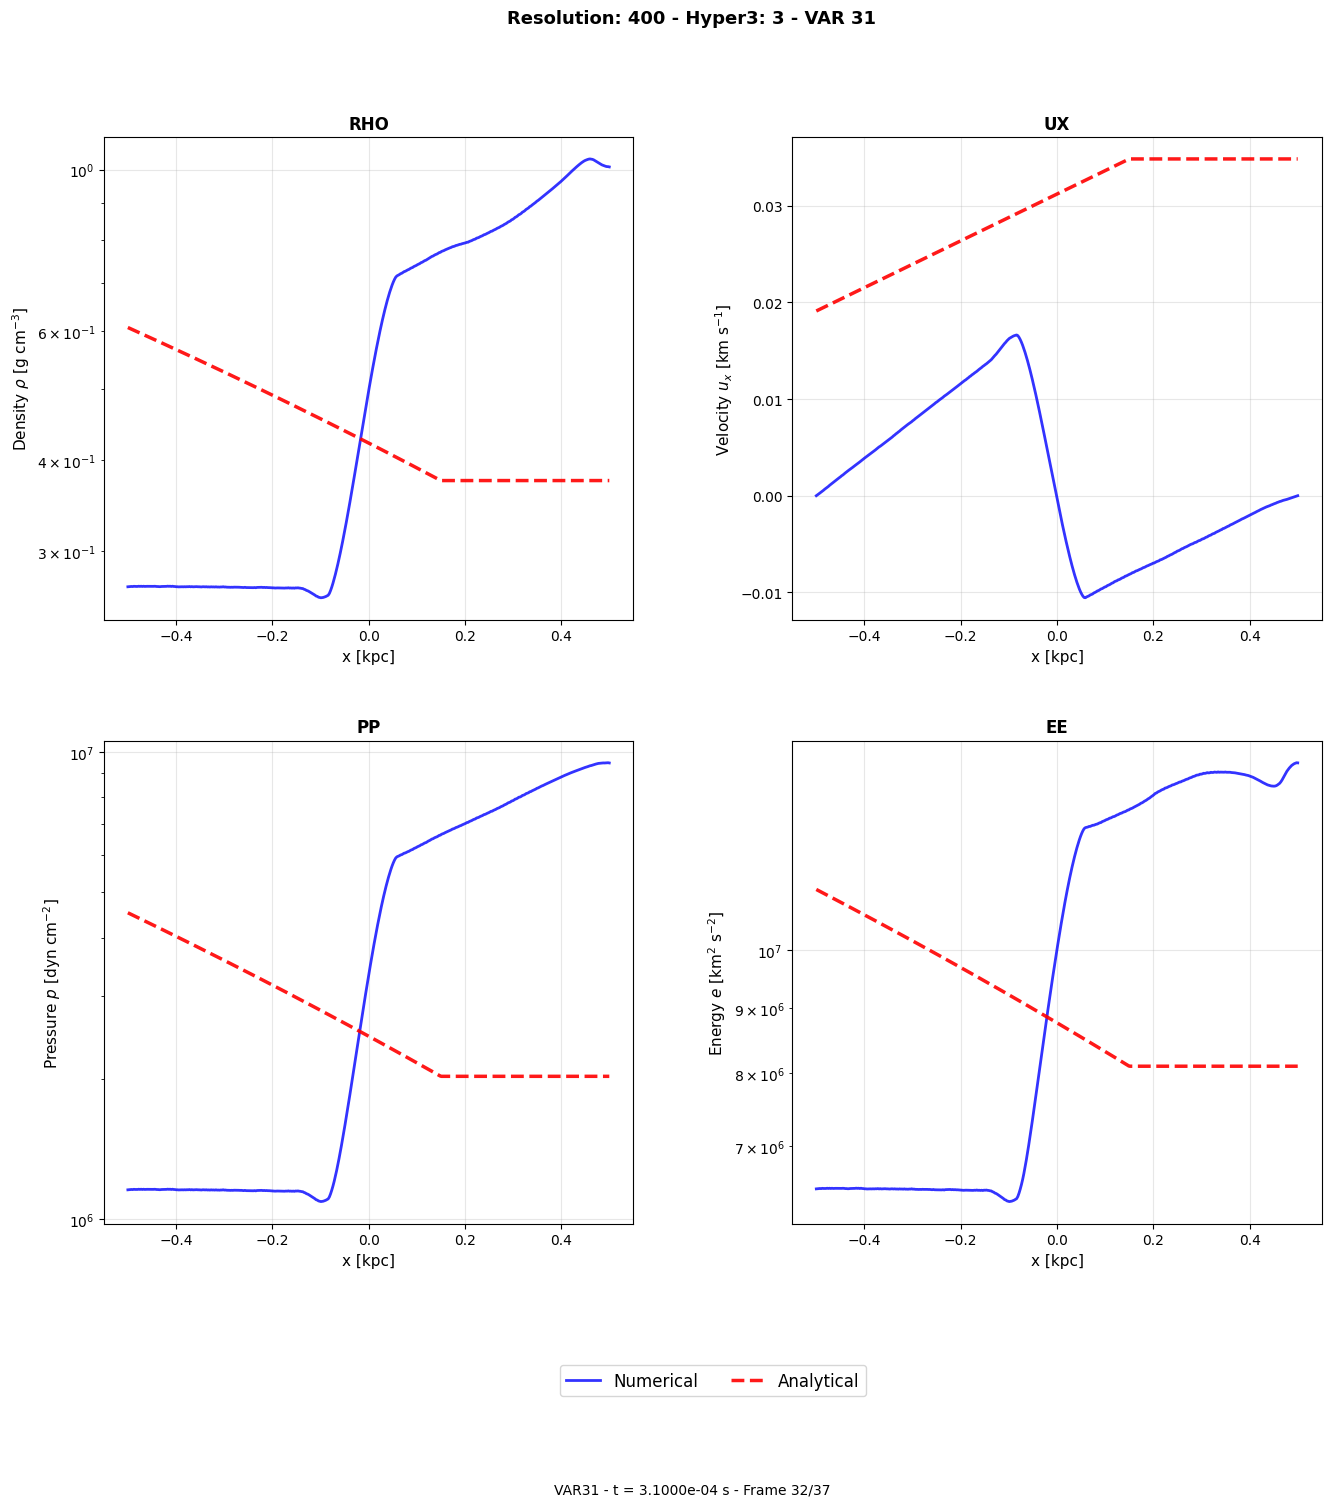 Resolution: 400 - Hyper3: 3 - VAR 31
RHO
Density ρ [g cm⁻³]
10⁰
6 × 10⁻¹
4 × 10⁻¹
3 × 10⁻¹
−0.4 −0.2 0.0 0.2 0.4
x [kpc]
UX
Velocity uₓ [km s⁻¹]
0.03
0.02
0.01
0.00
−0.01
−0.4 −0.2 0.0 0.2 0.4
x [kpc]
PP
Pressure p [dyn cm⁻²]
10⁷
10⁶
−0.4 −0.2 0.0 0.2 0.4
x [kpc]
EE
Energy e [km² s⁻²]
10⁷
9 × 10⁶
8 × 10⁶
7 × 10⁶
−0.4 −0.2 0.0 0.2 0.4
x [kpc]
Numerical Analytical
VAR31 - t = 3.1000e-04 s - Frame 32/37